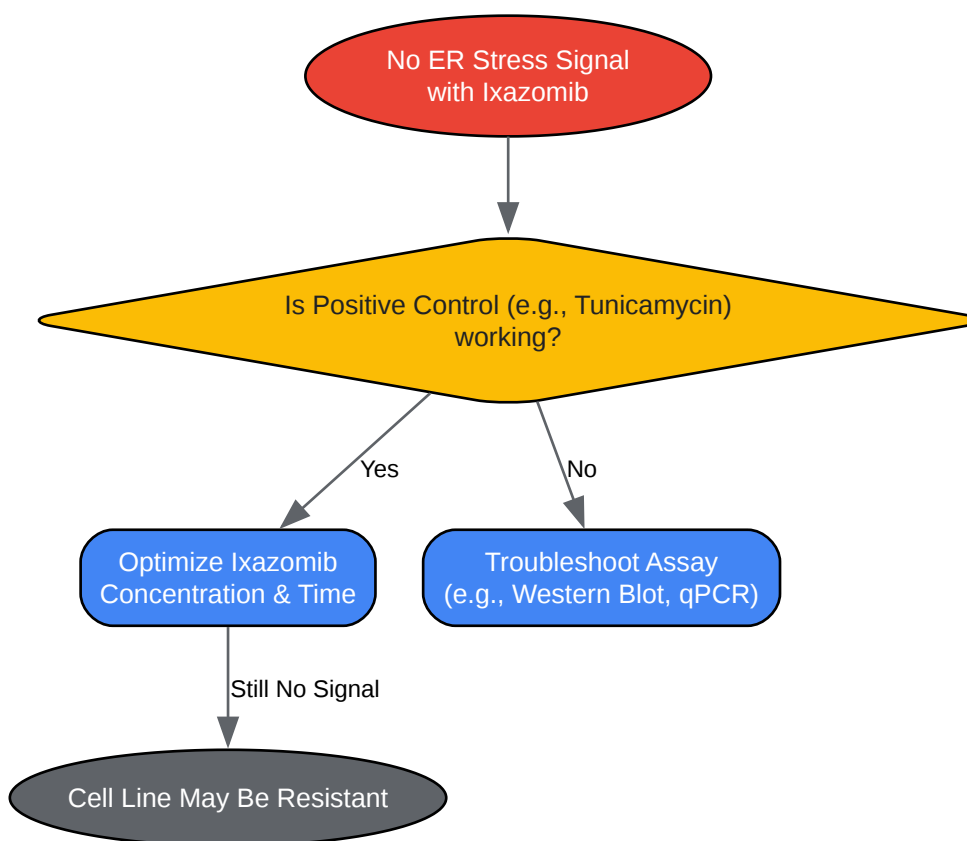 No ER Stress Signal
with Ixazomib
Is Positive Control (e.g., Tunicamycin)
working?
Yes
No
Optimize Ixazomib
Concentration & Time
Troubleshoot Assay
(e.g., Western Blot, qPCR)
Still No Signal
Cell Line May Be Resistant